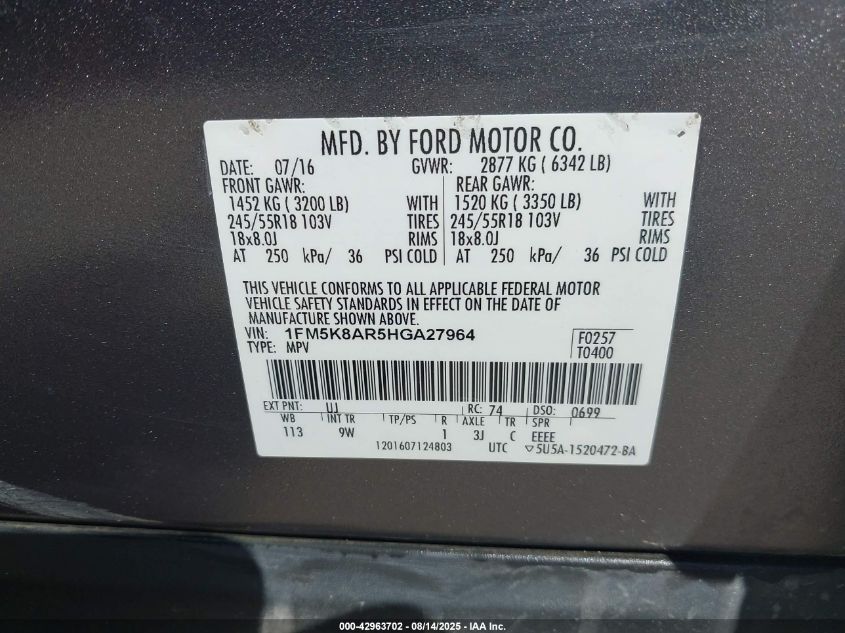 MFD. BY FORD MOTOR CO.
DATE: 07/16 GVWR: 2877 KG ( 6342 LB)
FRONT GAWR: REAR GAWR:
1452 KG ( 3200 LB) WITH 1520 KG ( 3350 LB) WITH
245/55R18 103V TIRES 245/55R18 103V TIRES
18x8.0J RIMS 18x8.0J RIMS
AT 250 kPa/ 36 PSI COLD AT 250 kPa/ 36 PSI COLD
THIS VEHICLE CONFORMS TO ALL APPLICABLE FEDERAL MOTOR
VEHICLE SAFETY STANDARDS IN EFFECT ON THE DATE OF
MANUFACTURE SHOWN ABOVE.
VIN: 1FM5K8AR5HGA27964 F0257
TYPE: MPV T0400
EXT PNT: UJ RC: 74 DSO: 0699
WB INT TR TP/PS R AXLE TR SPR
113 9W 1 3J C EEEE
1201607124803 UTC ▽5U5A-1520472-BA
000-42963702 - 08/14/2025 - IAA Inc.